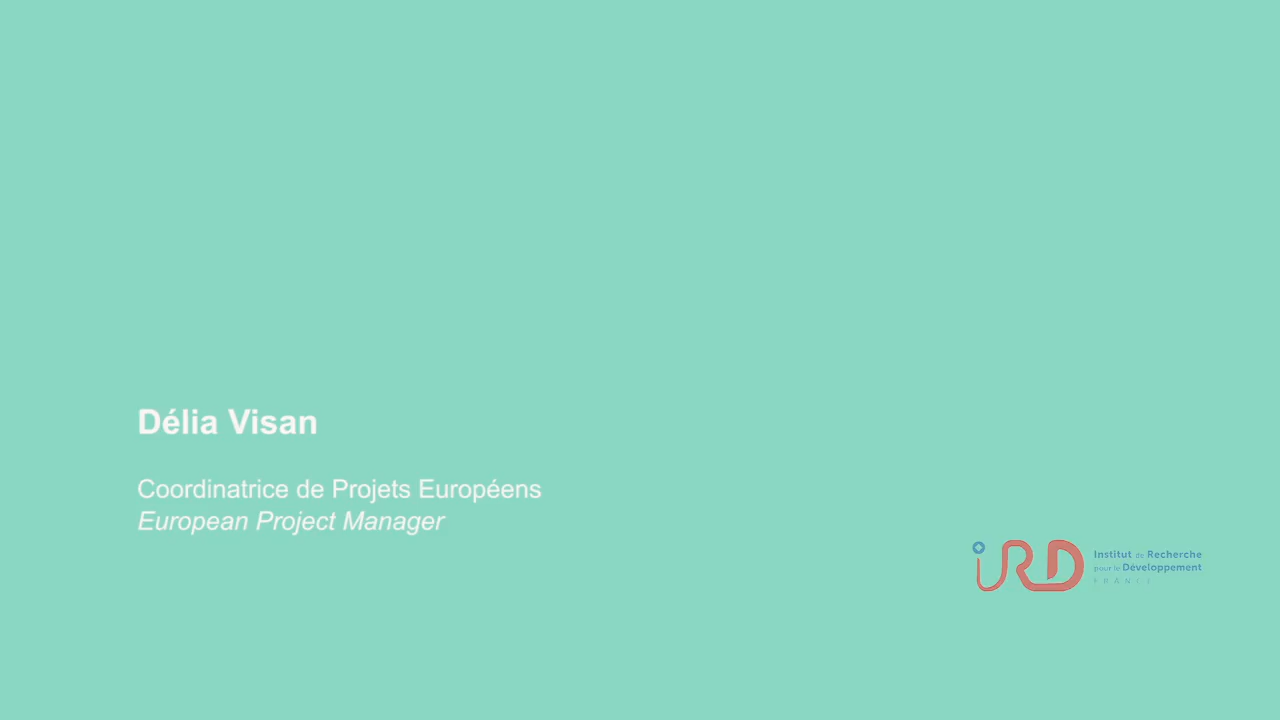 Délia Visan
Coordinatrice de Projets Européens
European Project Manager
iRD
Institut de Recherche
pour le Développement
FRANCE